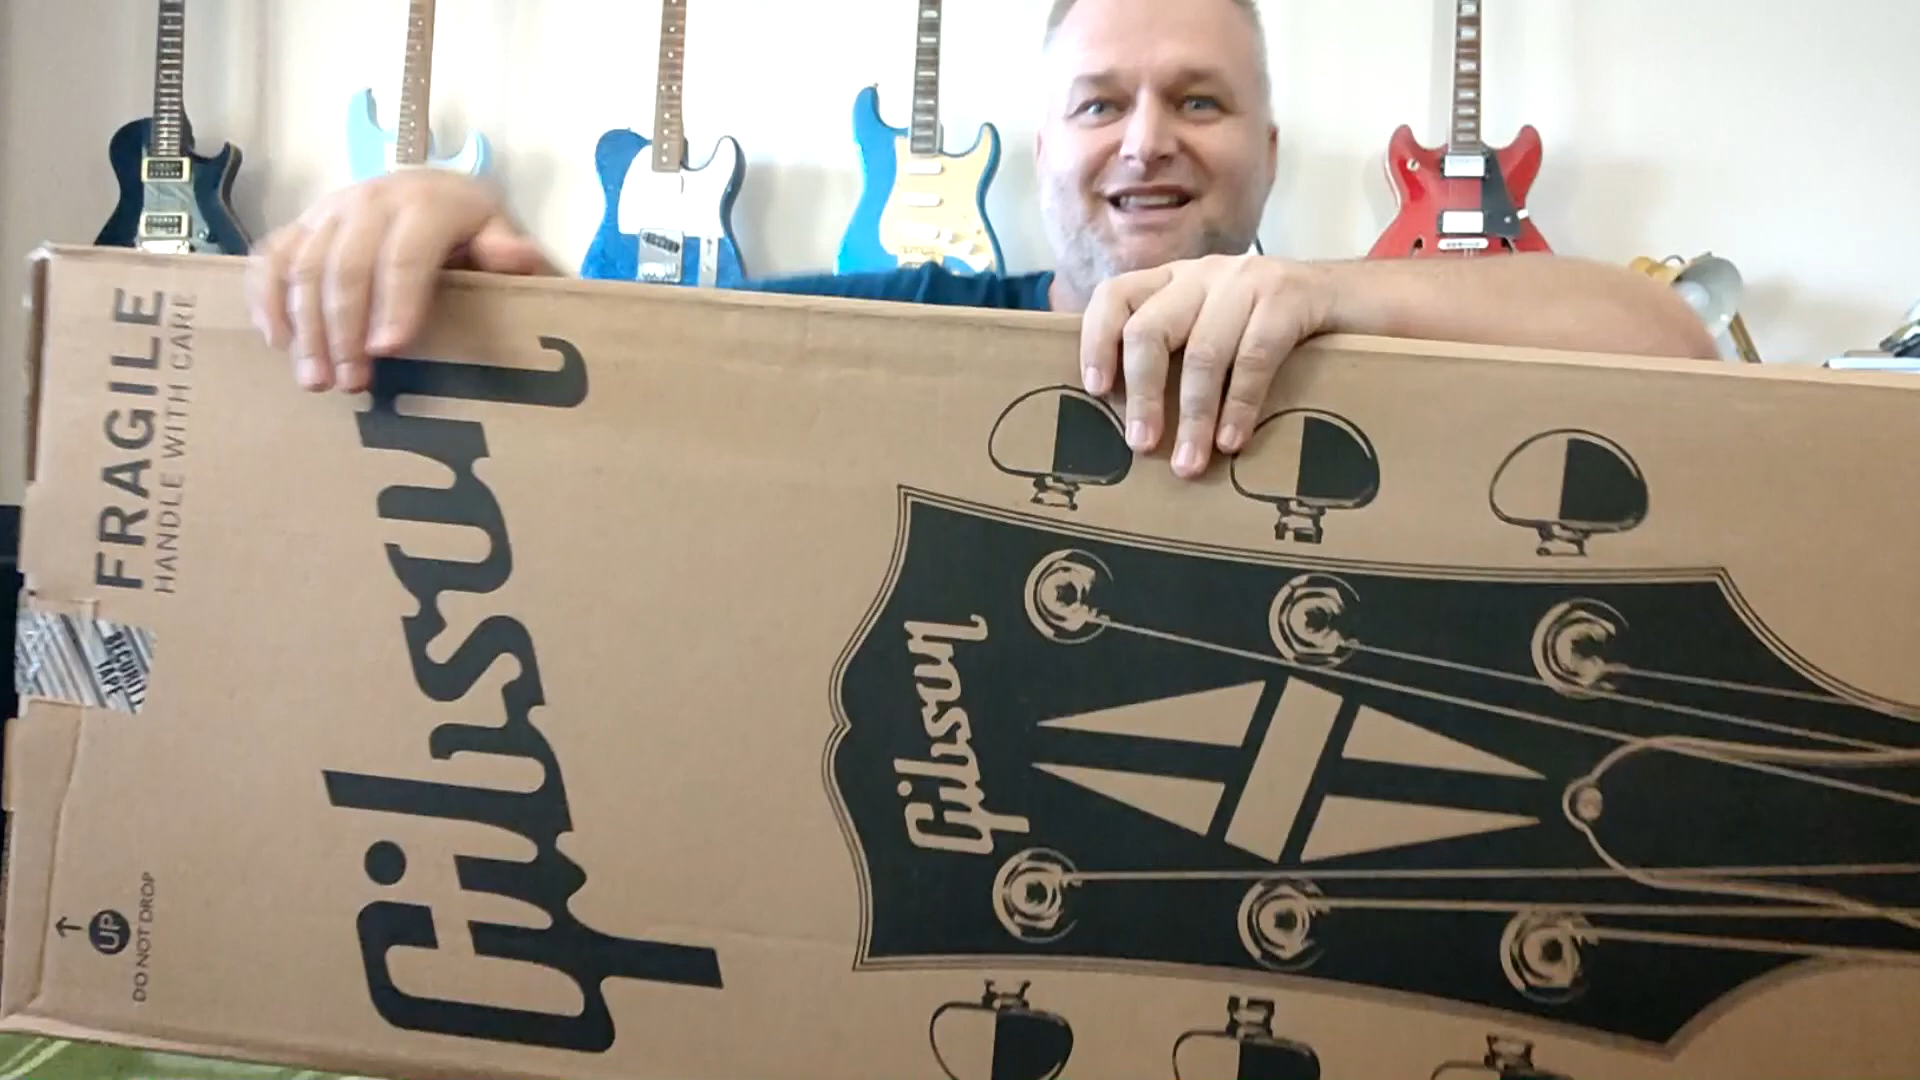 FRAGILE
HANDLE WITH CARE
Gibson
Gibson
UP
DO NOT DROP